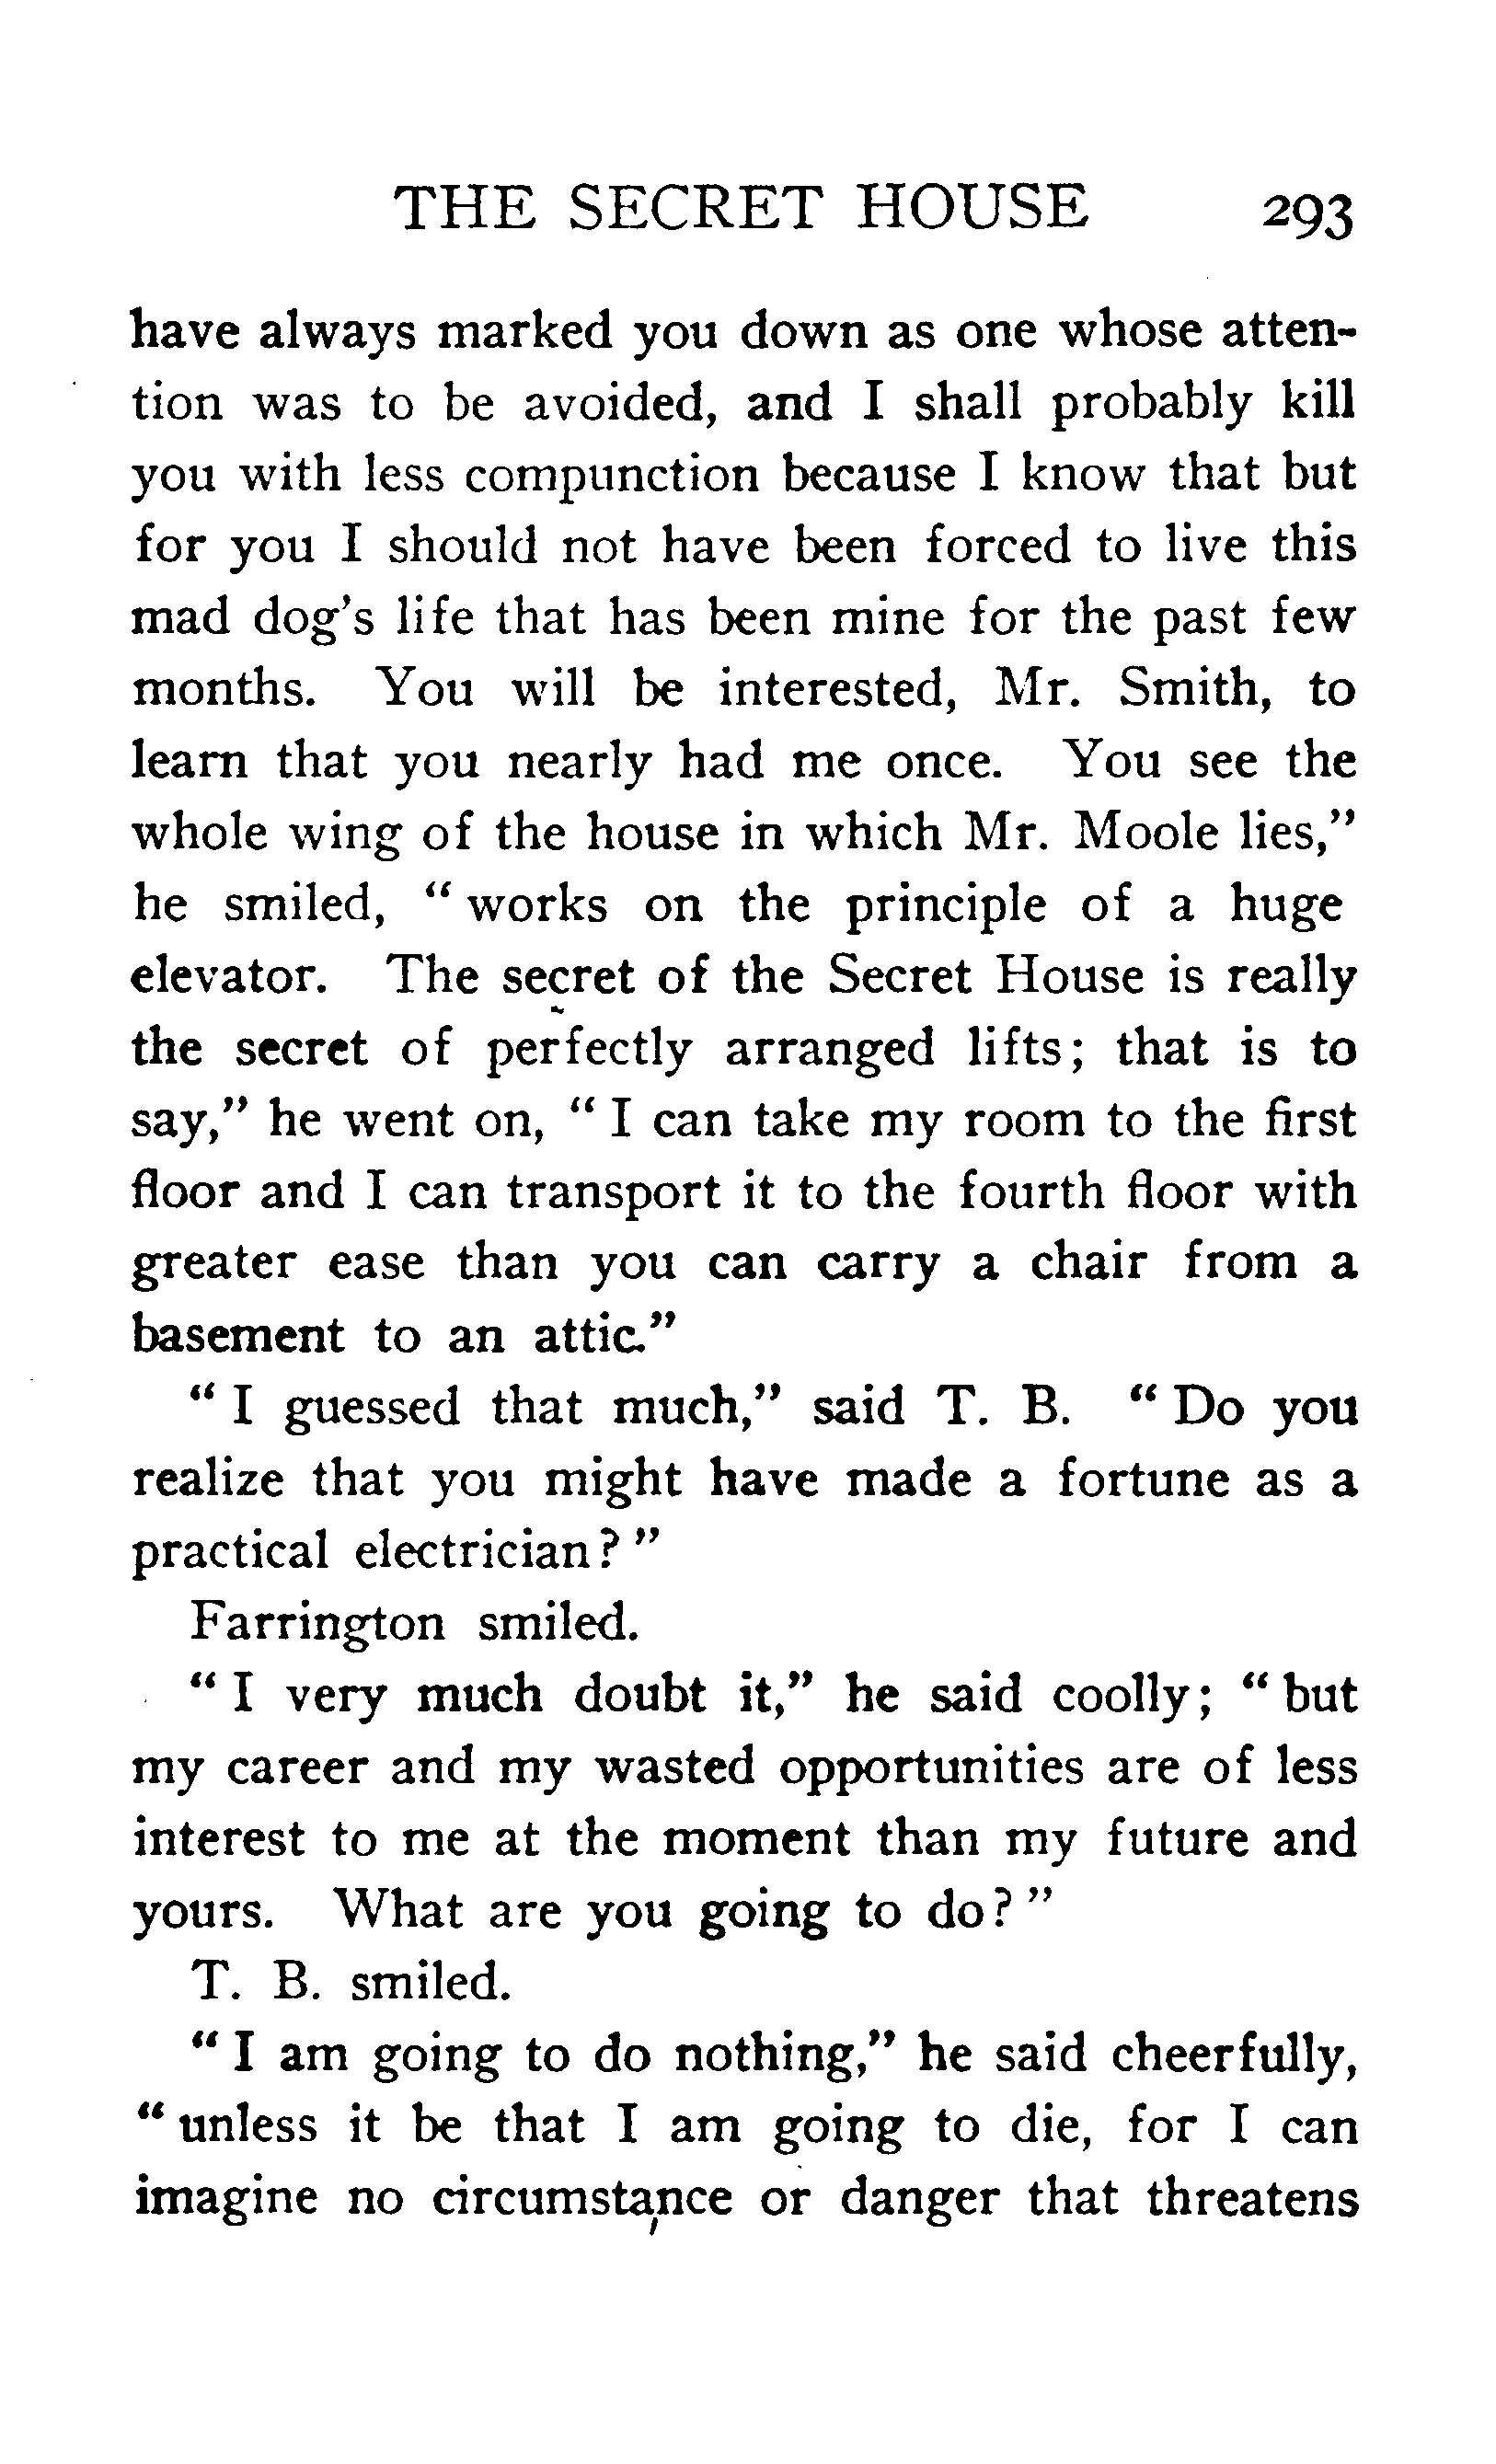 THE SECRET HOUSE 293
have always marked you down as one whose atten-
tion was to be avoided, and I shall probably kill
you with less compunction because I know that but
for you I should not have been forced to live this
mad dog's life that has been mine for the past few
months. You will be interested, Mr. Smith, to
learn that you nearly had me once. You see the
whole wing of the house in which Mr. Moole lies,"
he smiled, " works on the principle of a huge
elevator. The secret of the Secret House is really
the secret of perfectly arranged lifts; that is to
say," he went on, " I can take my room to the first
floor and I can transport it to the fourth floor with
greater ease than you can carry a chair from a
basement to an attic."
" I guessed that much," said T. B. " Do you
realize that you might have made a fortune as a
practical electrician? "
Farrington smiled.
" I very much doubt it," he said coolly; " but
my career and my wasted opportunities are of less
interest to me at the moment than my future and
yours. What are you going to do? "
T. B. smiled.
" I am going to do nothing," he said cheerfully,
" unless it be that I am going to die, for I can
imagine no circumstance or danger that threatens